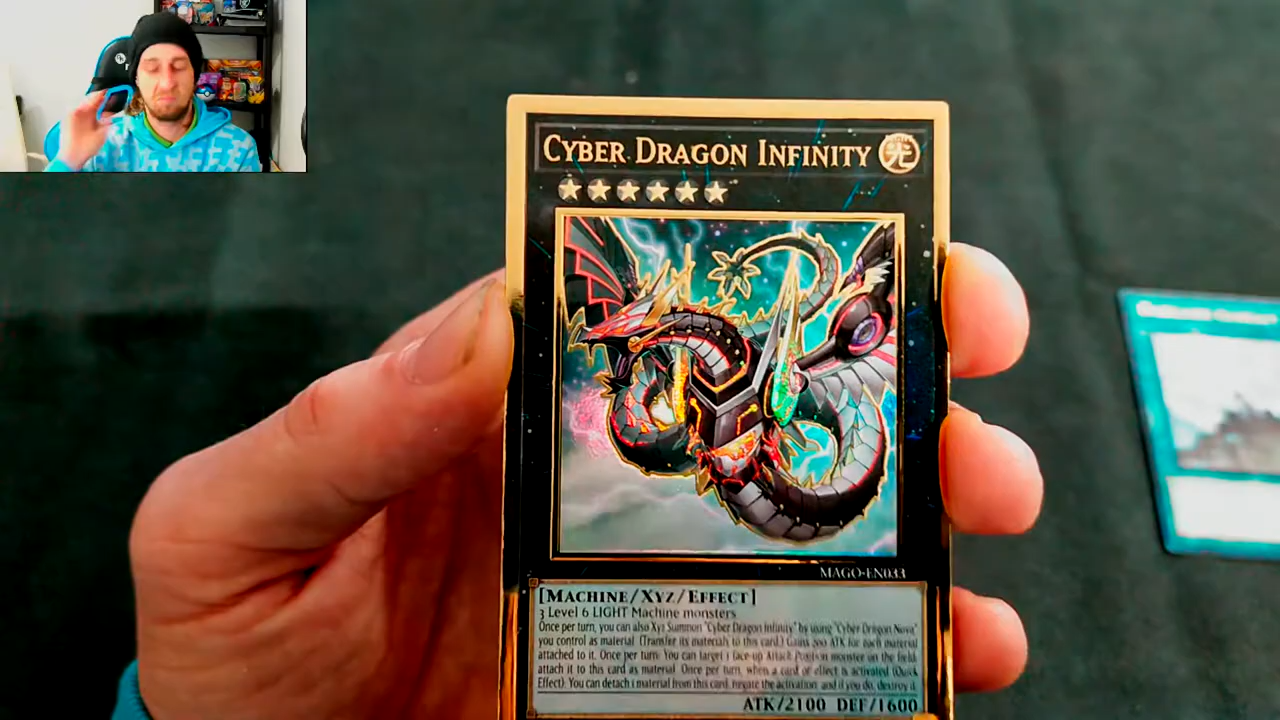 CYBER DRAGON INFINITY 光
MAGO-EN033
[MACHINE/XYZ/EFFECT]
3 Level 6 LIGHT Machine monsters
Once per turn, you can also Xyz Summon "Cyber Dragon Infinity" by using "Cyber Dragon Nova"
you control as material. (Transfer its materials to this card.) Gains 200 ATK for each material
attached to it. Once per turn: You can target 1 face-up Attack Position monster on the field;
attach it to this card as material. Once per turn, when a card or effect is activated (Quick
Effect): You can detach 1 material from this card; negate the activation, and if you do, destroy it.
ATK/2100 DEF/1600